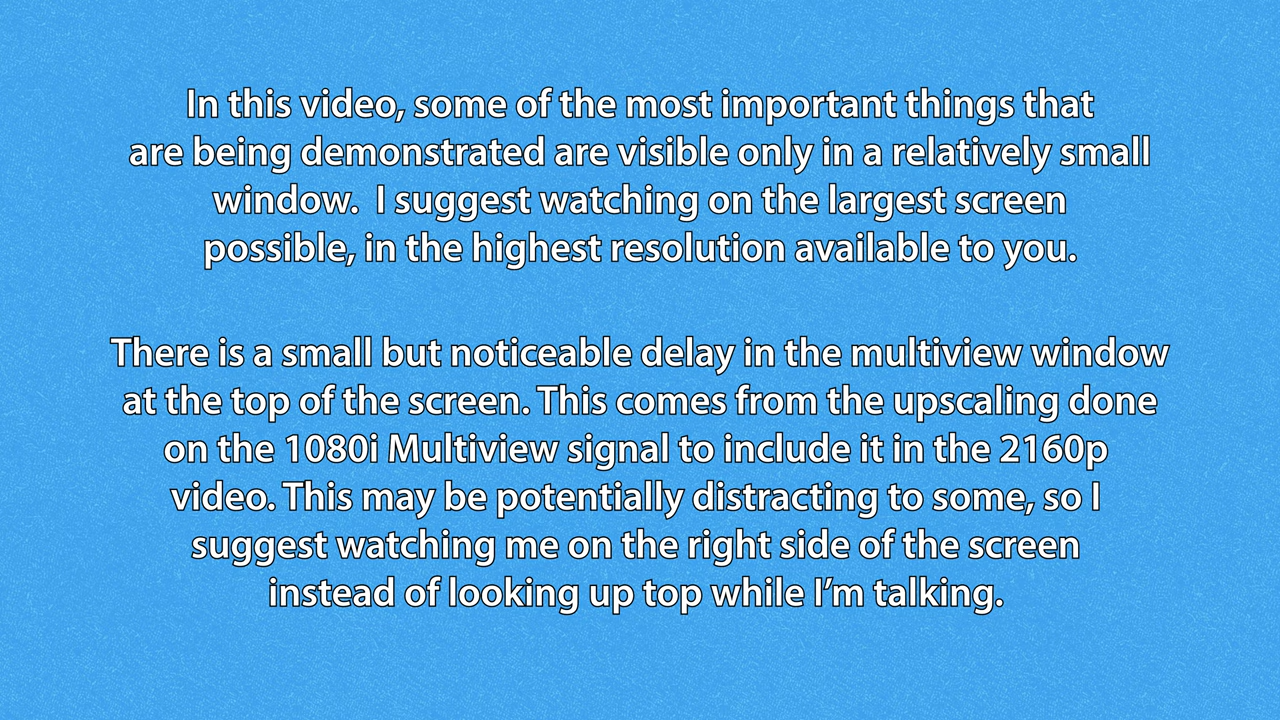 In this video, some of the most important things that
are being demonstrated are visible only in a relatively small
window.  I suggest watching on the largest screen
possible, in the highest resolution available to you.
There is a small but noticeable delay in the multiview window
at the top of the screen. This comes from the upscaling done
on the 1080i Multiview signal to include it in the 2160p
video. This may be potentially distracting to some, so I
suggest watching me on the right side of the screen
instead of looking up top while I’m talking.